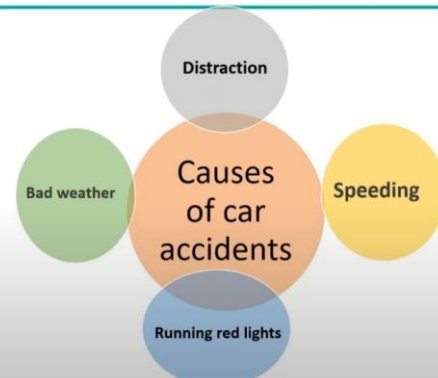 Distraction
Bad weather
Causes
of car
accidents
Speeding
Running red lights